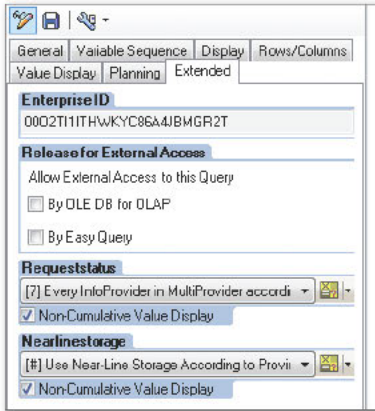 General Variable Sequence Display Rows/Columns
Value Display Planning Extended
Enterprise ID
0002TI1ITHWKYC86A4JBMGR2T
Release for External Access
Allow External Access to this Query
By OLE DB for OLAP
By Easy Query
Requeststatus
[7] Every InfoProvider in MultiProvider accordi
Non-Cumulative Value Display
Nearlinestorage
[#] Use Near-Line Storage According to Provi
Non-Cumulative Value Display